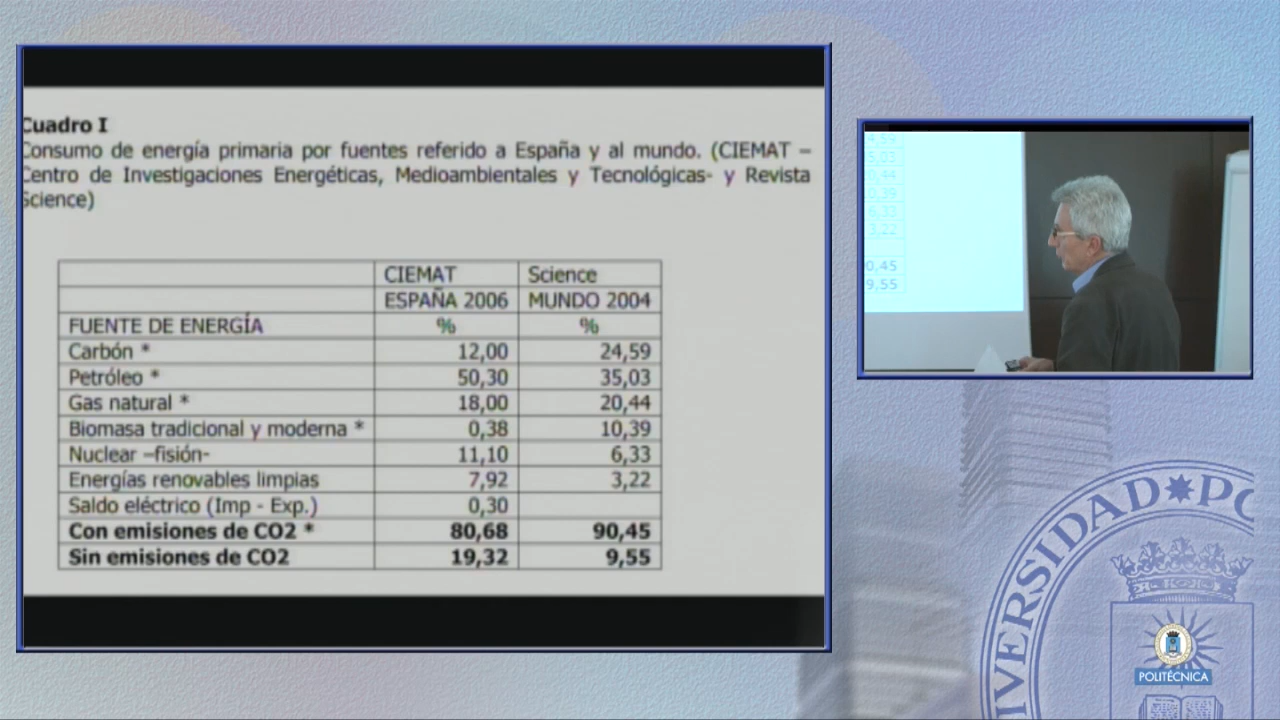 Cuadro I
Consumo de energía primaria por fuentes referido a España y al mundo. (CIEMAT –
Centro de Investigaciones Energéticas, Medioambientales y Tecnológicas- y Revista
Science)
CIEMAT Science
ESPAÑA 2006 MUNDO 2004
FUENTE DE ENERGÍA % %
Carbón * 12,00 24,59
Petróleo * 50,30 35,03
Gas natural * 18,00 20,44
Biomasa tradicional y moderna * 0,38 10,39
Nuclear –fisión- 11,10 6,33
Energías renovables limpias 7,92 3,22
Saldo eléctrico (Imp - Exp.) 0,30
Con emisiones de CO2 * 80,68 90,45
Sin emisiones de CO2 19,32 9,55
0,45
9,55
IVERSIDAD PO
POLITÉCNICA